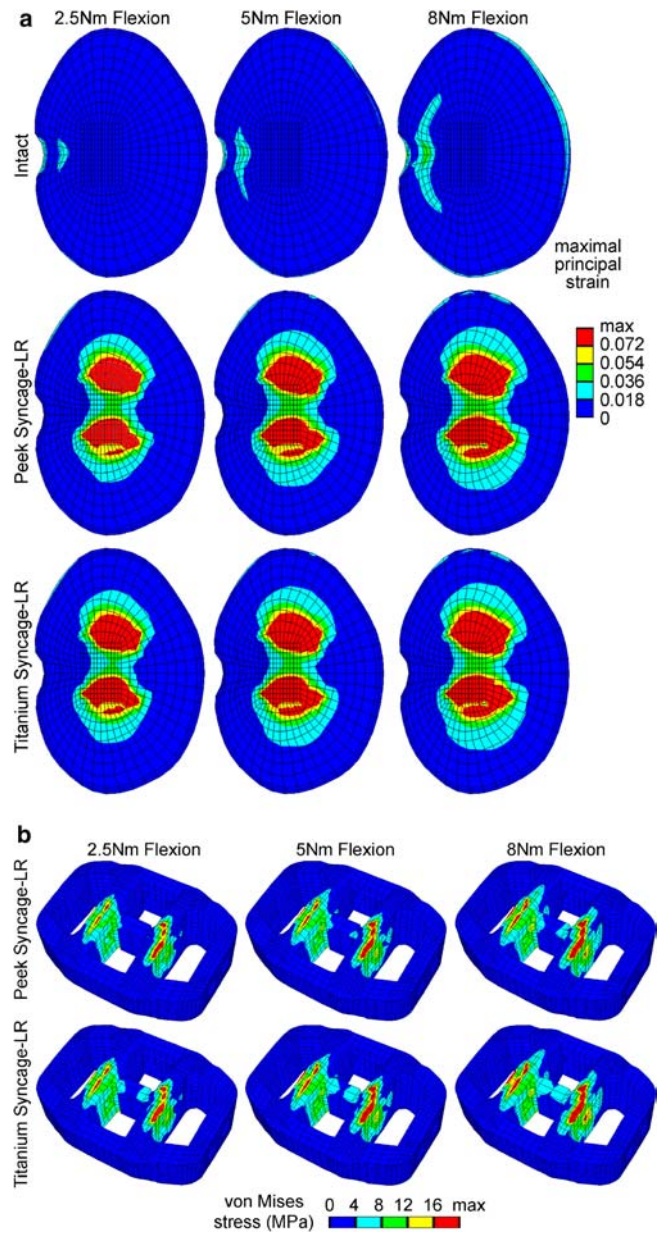 a
2.5Nm Flexion 5Nm Flexion 8Nm Flexion
Intact
maximal
principal
strain
max
0.072
0.054
0.036
0.018
0
Peek Syncage-LR
Titanium Syncage-LR
b
2.5Nm Flexion 5Nm Flexion 8Nm Flexion
Peek Syncage-LR
Titanium Syncage-LR
von Mises
stress (MPa)
0 4 8 12 16 max